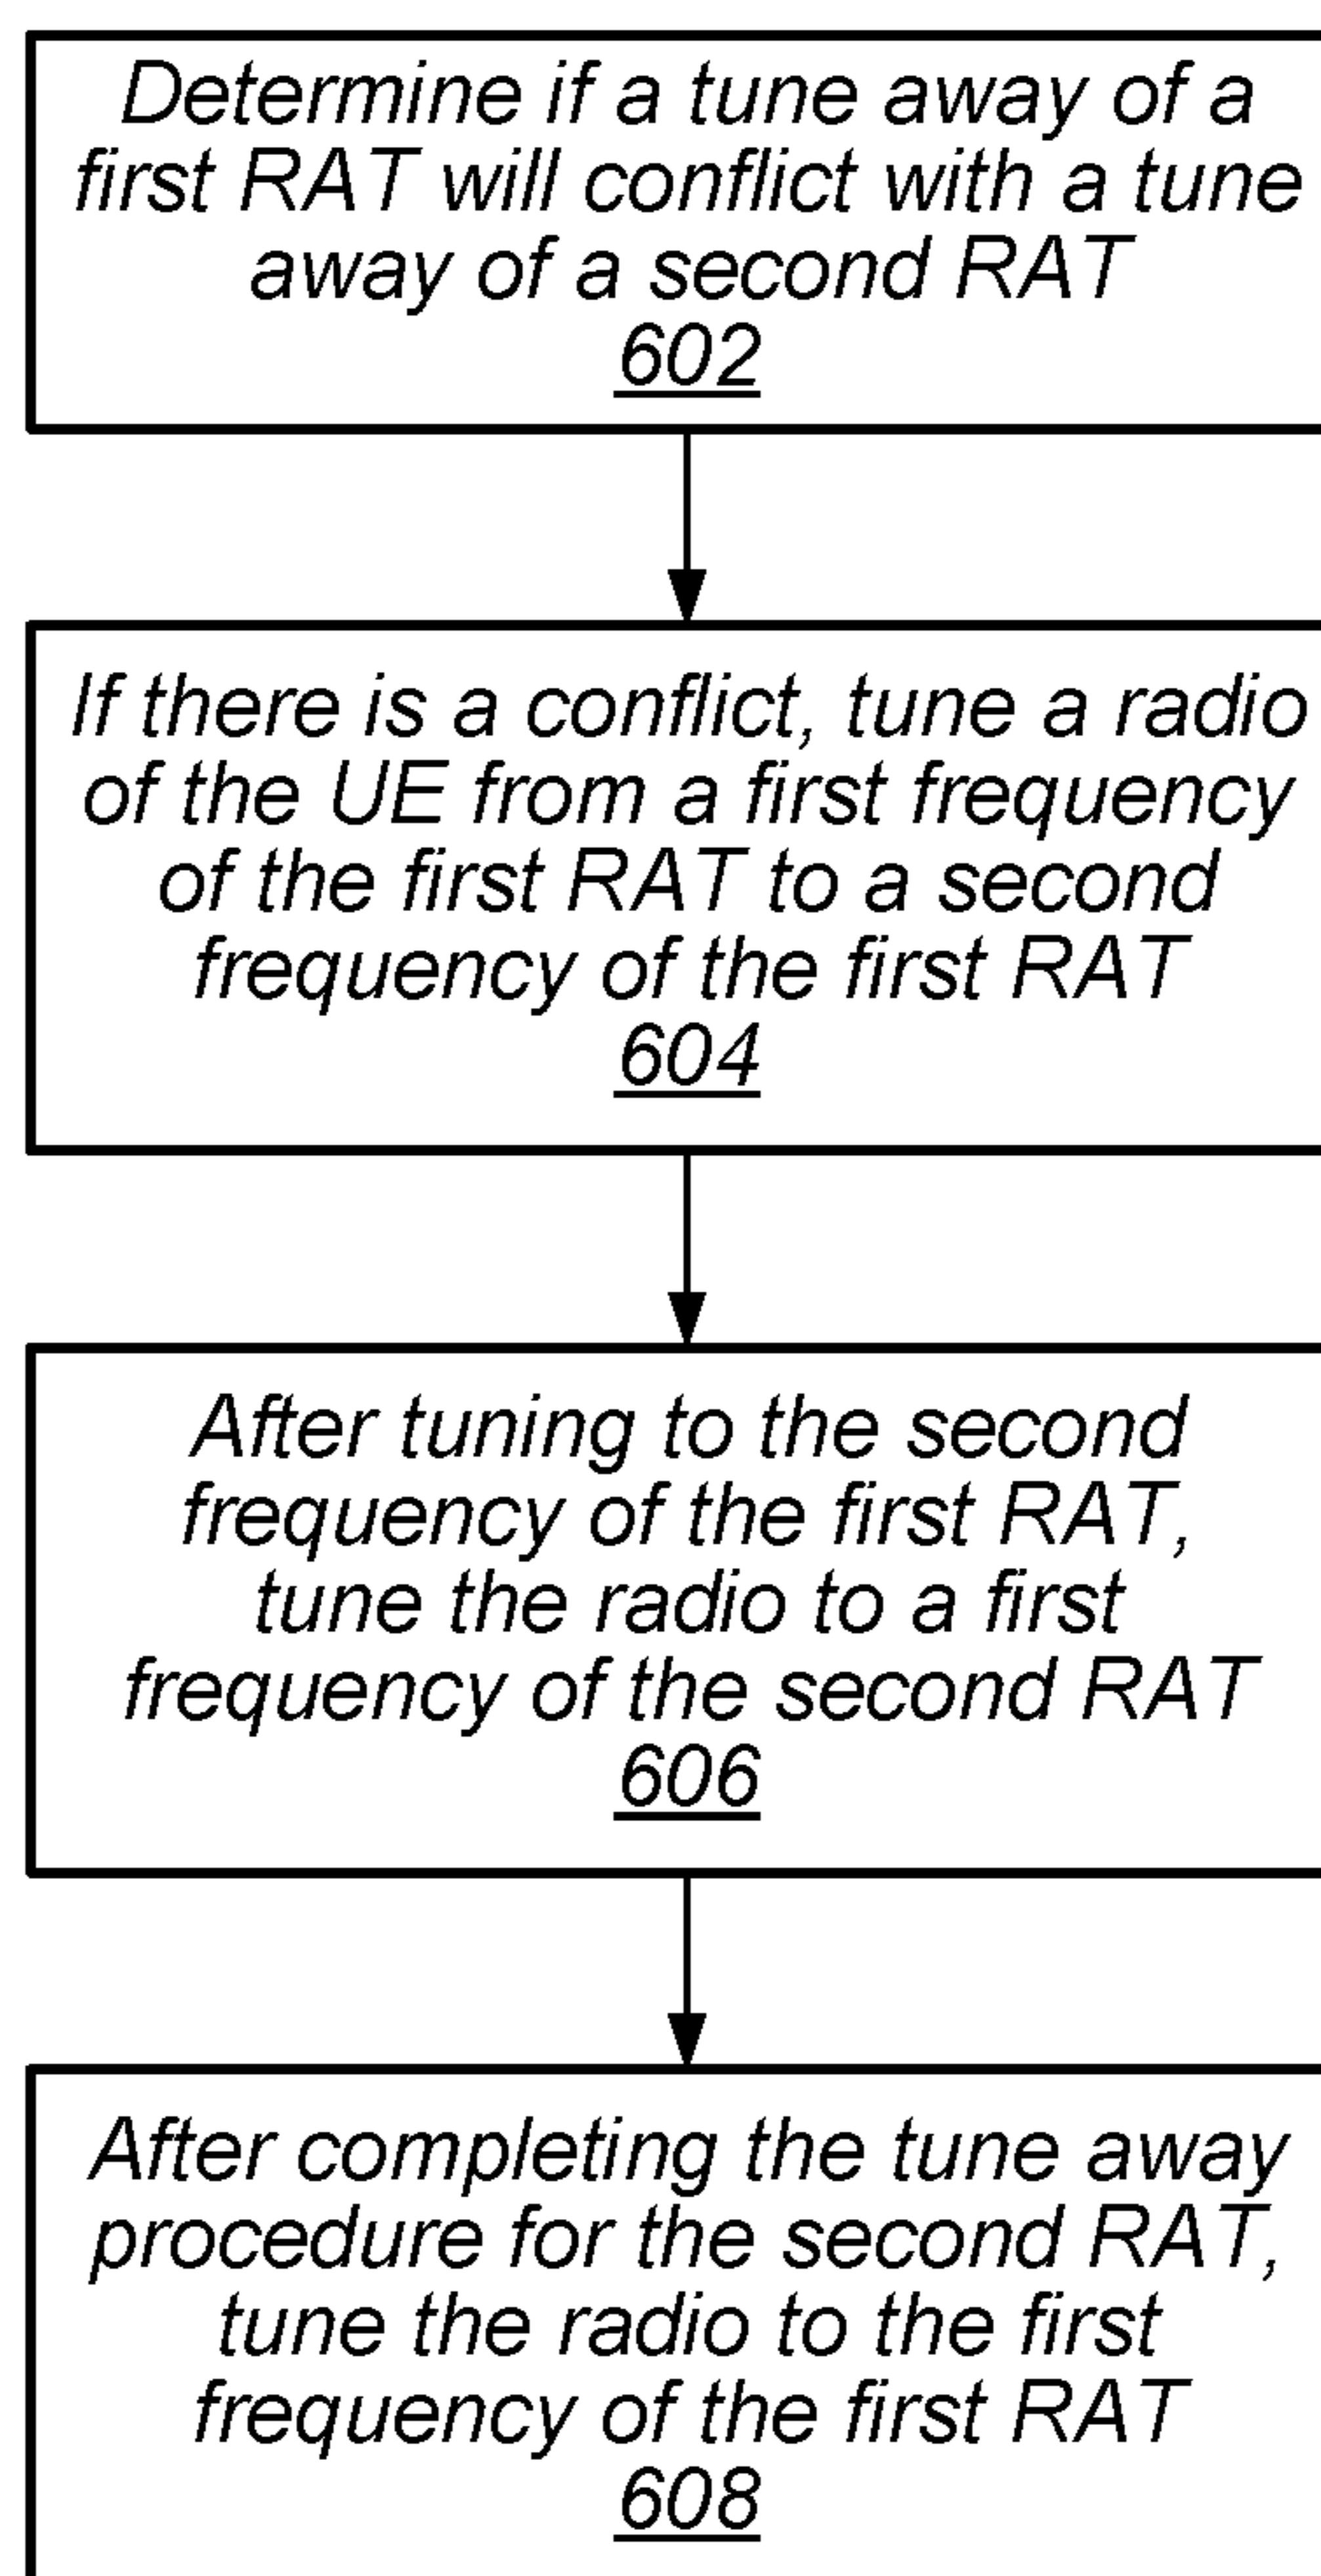 Determine if a tune away of a
first RAT will conflict with a tune
away of a second RAT
602
If there is a conflict, tune a radio
of the UE from a first frequency
of the first RAT to a second
frequency of the first RAT
604
After tuning to the second
frequency of the first RAT,
tune the radio to a first
frequency of the second RAT
606
After completing the tune away
procedure for the second RAT,
tune the radio to the first
frequency of the first RAT
608